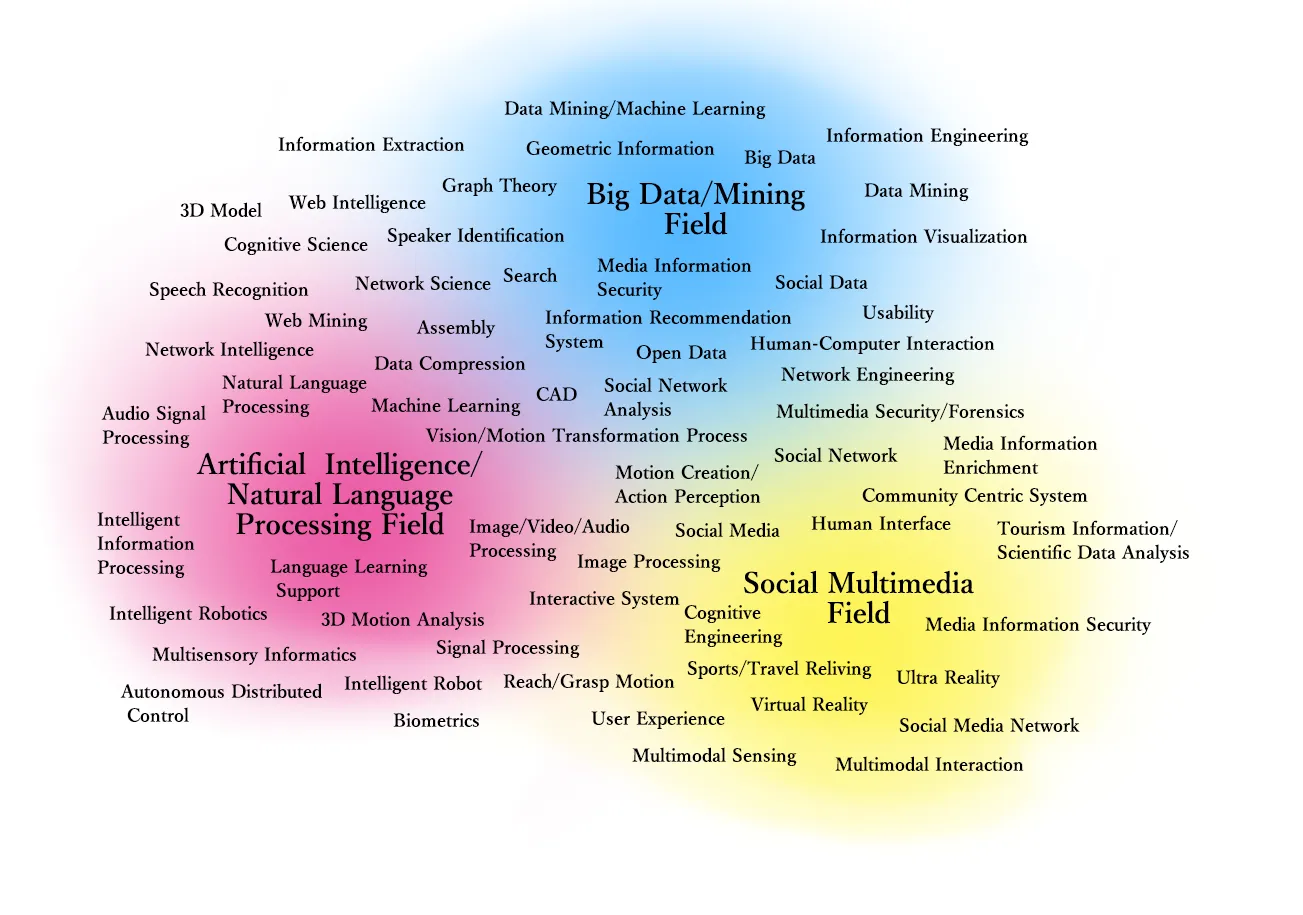 Data Mining/Machine Learning
Information Engineering
Information Extraction
Geometric Information
Big Data
Graph Theory
Big Data/Mining
Field
Data Mining
Web Intelligence
3D Model
Speaker Identification
Information Visualization
Cognitive Science
Media Information
Security
Search
Network Science
Social Data
Speech Recognition
Usability
Information Recommendation
System
Web Mining
Assembly
Human-Computer Interaction
Network Intelligence
Open Data
Data Compression
Network Engineering
Natural Language
Processing
Social Network
Analysis
CAD
Machine Learning
Audio Signal
Processing
Multimedia Security/Forensics
Vision/Motion Transformation Process
Media Information
Enrichment
Social Network
Artificial Intelligence/
Natural Language
Processing Field
Motion Creation/
Action Perception
Community Centric System
Intelligent
Information
Processing
Image/Video/Audio
Processing
Social Media
Human Interface
Tourism Information/
Scientific Data Analysis
Image Processing
Language Learning
Support
Social Multimedia
Field
Interactive System
Intelligent Robotics
3D Motion Analysis
Cognitive
Engineering
Media Information Security
Signal Processing
Multisensory Informatics
Sports/Travel Reliving
Ultra Reality
Autonomous Distributed
Control
Intelligent Robot
Reach/Grasp Motion
Virtual Reality
Biometrics
User Experience
Social Media Network
Multimodal Sensing
Multimodal Interaction